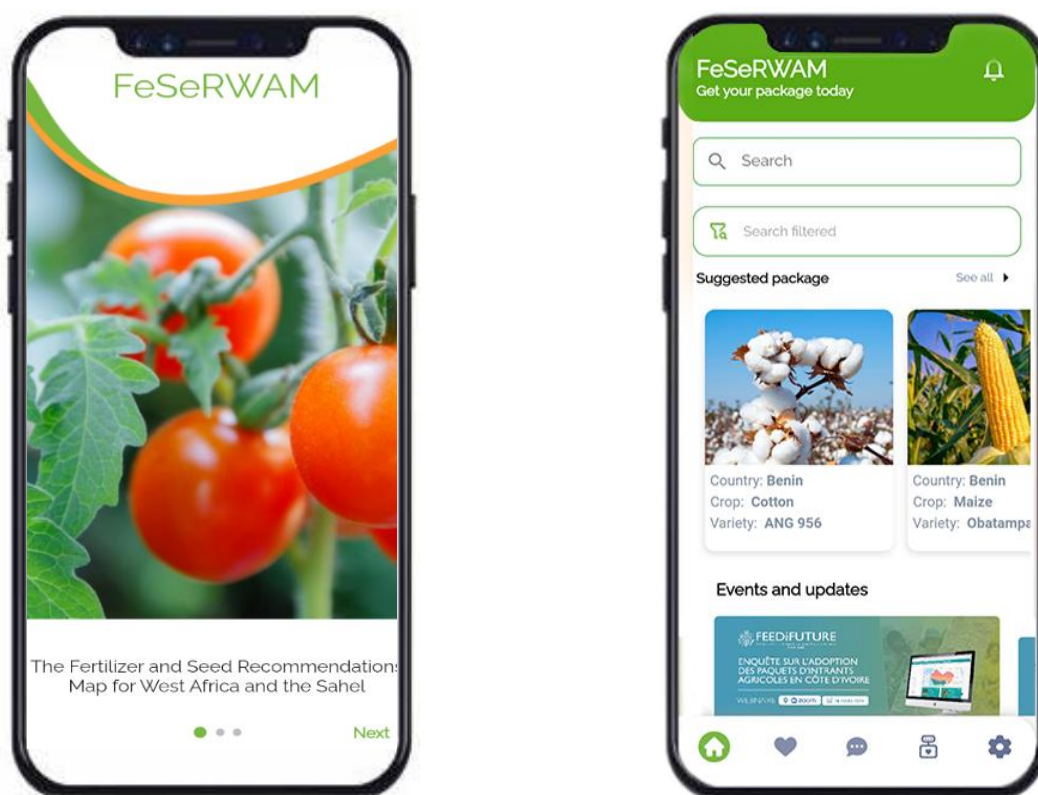 FeSeRWAM
The Fertilizer and Seed Recommendations
Map for West Africa and the Sahel
Next
FeSeRWAM
Get your package today
Search
Search filtered
Suggested package
See all
Country: Benin
Crop: Cotton
Variety: ANG 956
Country: Benin
Crop: Maize
Variety: Obatampa
Events and updates
FEEDiFUTURE
ENQUÊTE SUR L'ADOPTION
DES PAQUETS D'INTRANTS
AGRICOLES EN CÔTE D'IVOIRE
WEBINAIRE zoom